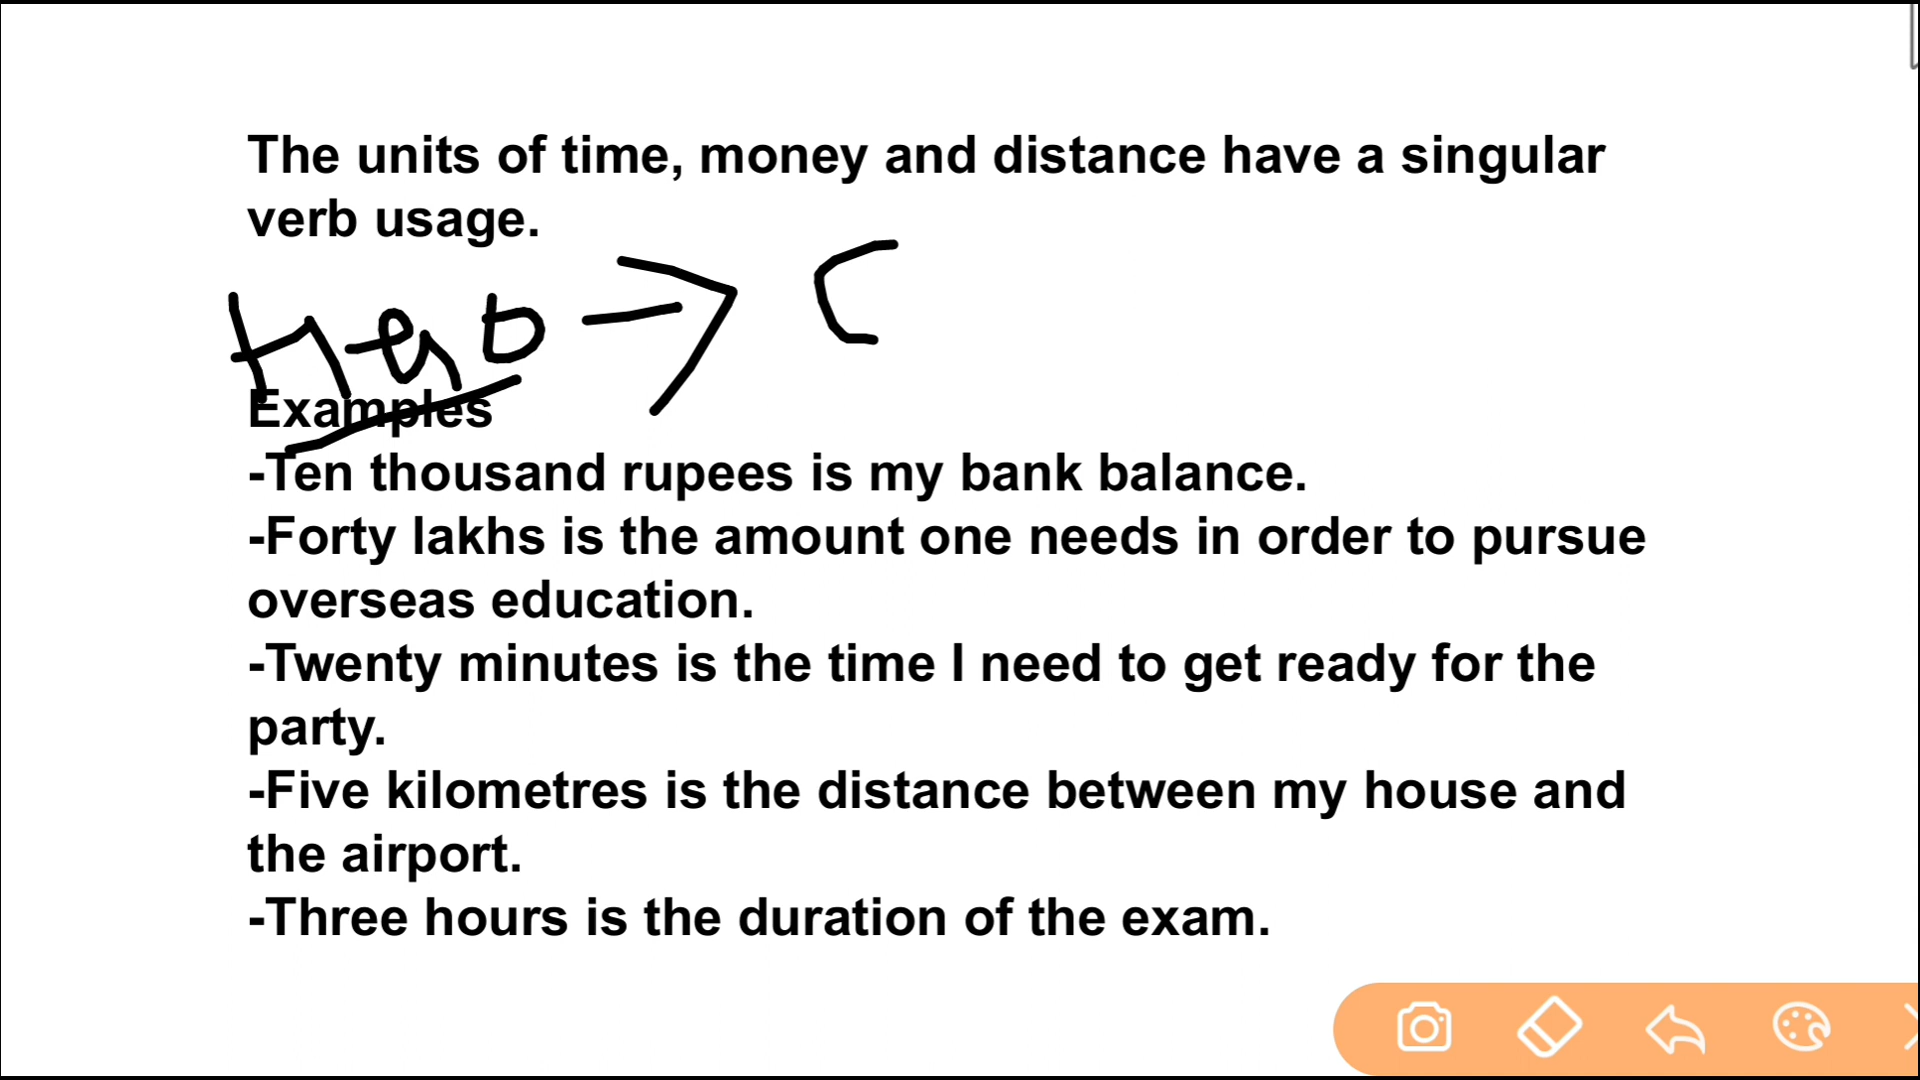 The units of time, money and distance have a singular
verb usage.
Hero → C
Examples
-Ten thousand rupees is my bank balance.
-Forty lakhs is the amount one needs in order to pursue
overseas education.
-Twenty minutes is the time I need to get ready for the
party.
-Five kilometres is the distance between my house and
the airport.
-Three hours is the duration of the exam.